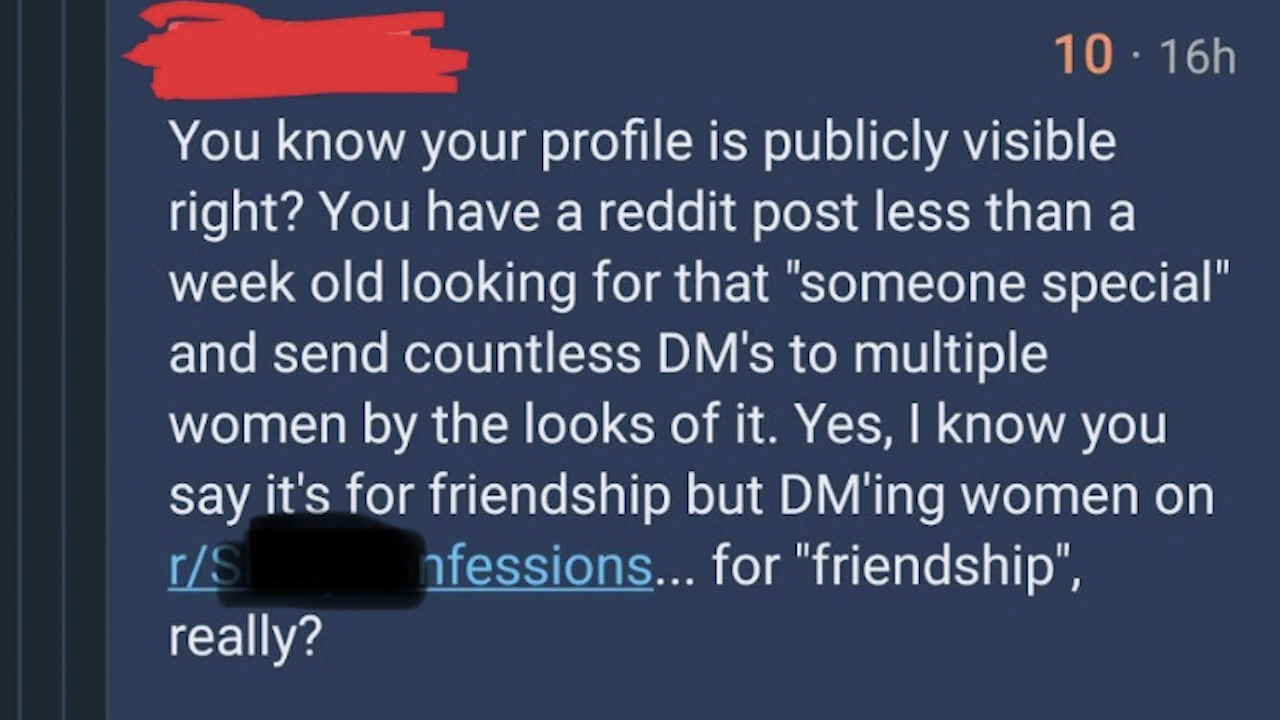 10 · 16h
You know your profile is publicly visible
right? You have a reddit post less than a
week old looking for that "someone special"
and send countless DM's to multiple
women by the looks of it. Yes, I know you
say it's for friendship but DM'ing women on
... for "friendship",
really?